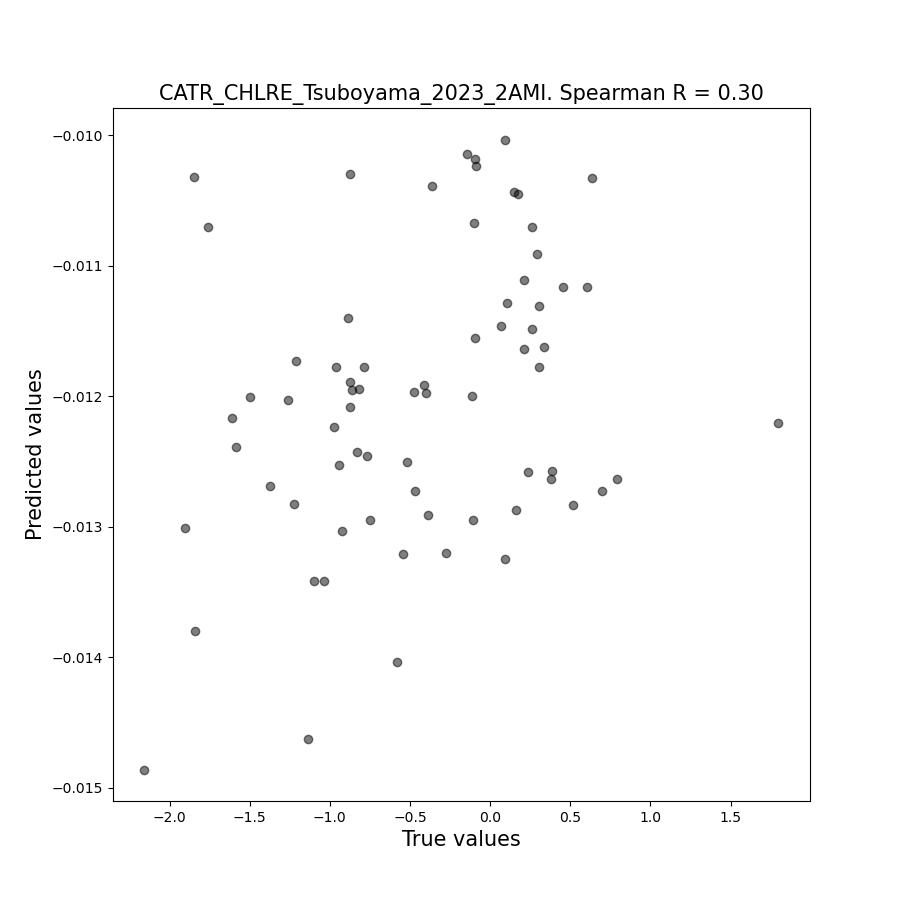 CATR_CHLRE_Tsuboyama_2023_2AMI. Spearman R = 0.30
Predicted values
−0.010
−0.011
−0.012
−0.013
−0.014
−0.015
−2.0 −1.5 −1.0 −0.5 0.0 0.5 1.0 1.5
True values